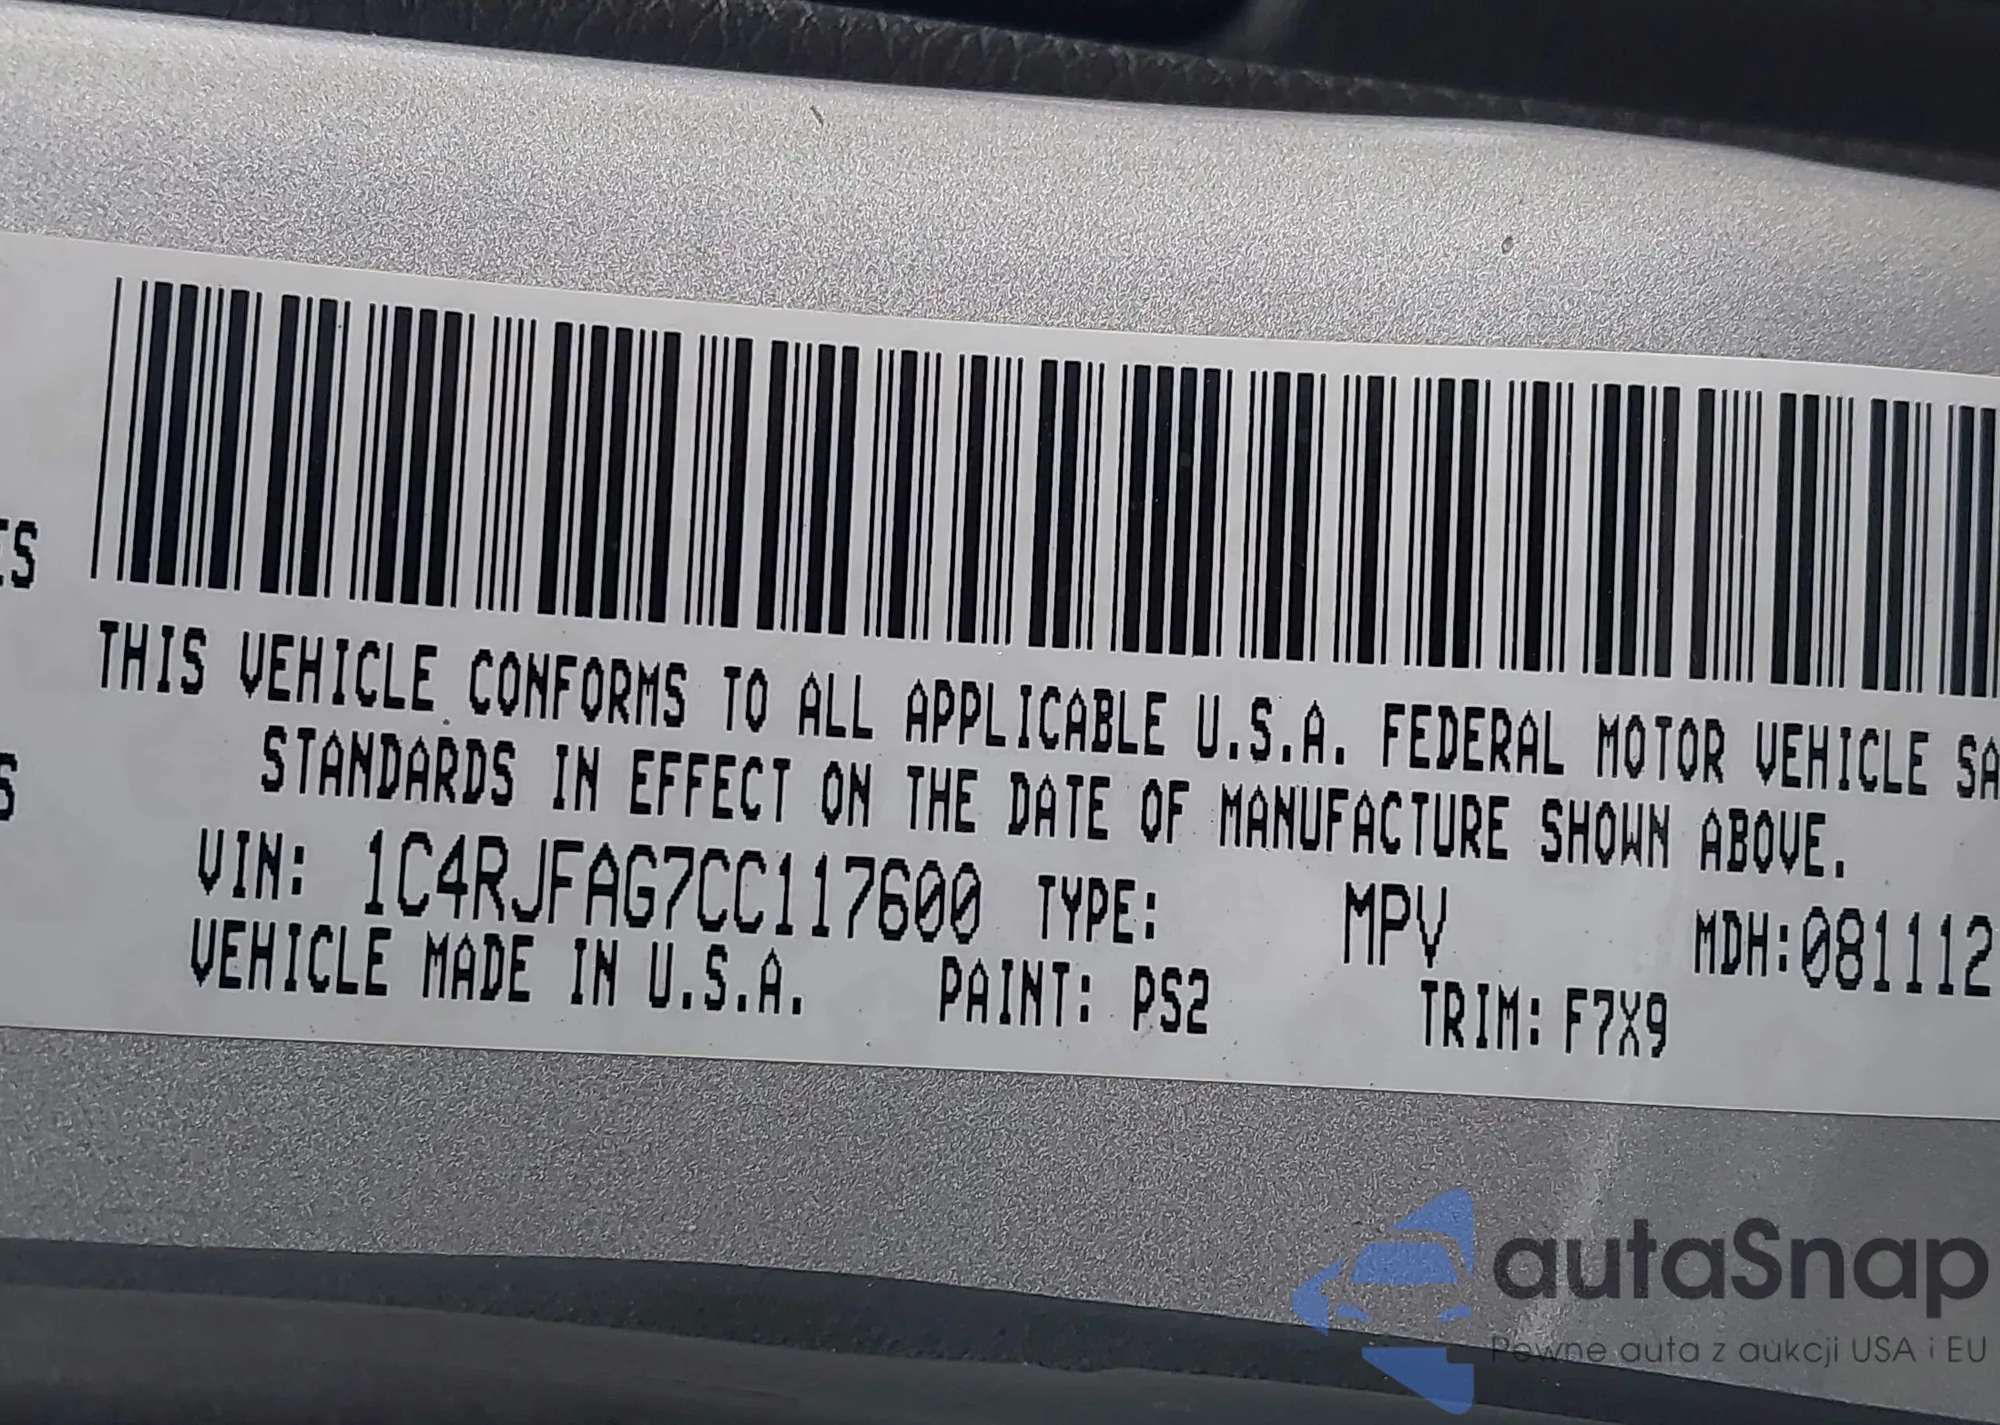 ES
THIS VEHICLE CONFORMS TO ALL APPLICABLE U.S.A. FEDERAL MOTOR VEHICLE SA
STANDARDS IN EFFECT ON THE DATE OF MANUFACTURE SHOWN ABOVE.
VIN: 1C4RJFAG7CC117600 TYPE: MPV MDH:081112
VEHICLE MADE IN U.S.A. PAINT: PS2 TRIM: F7X9
autaSnap
Pewne auta z aukcji USA i EU